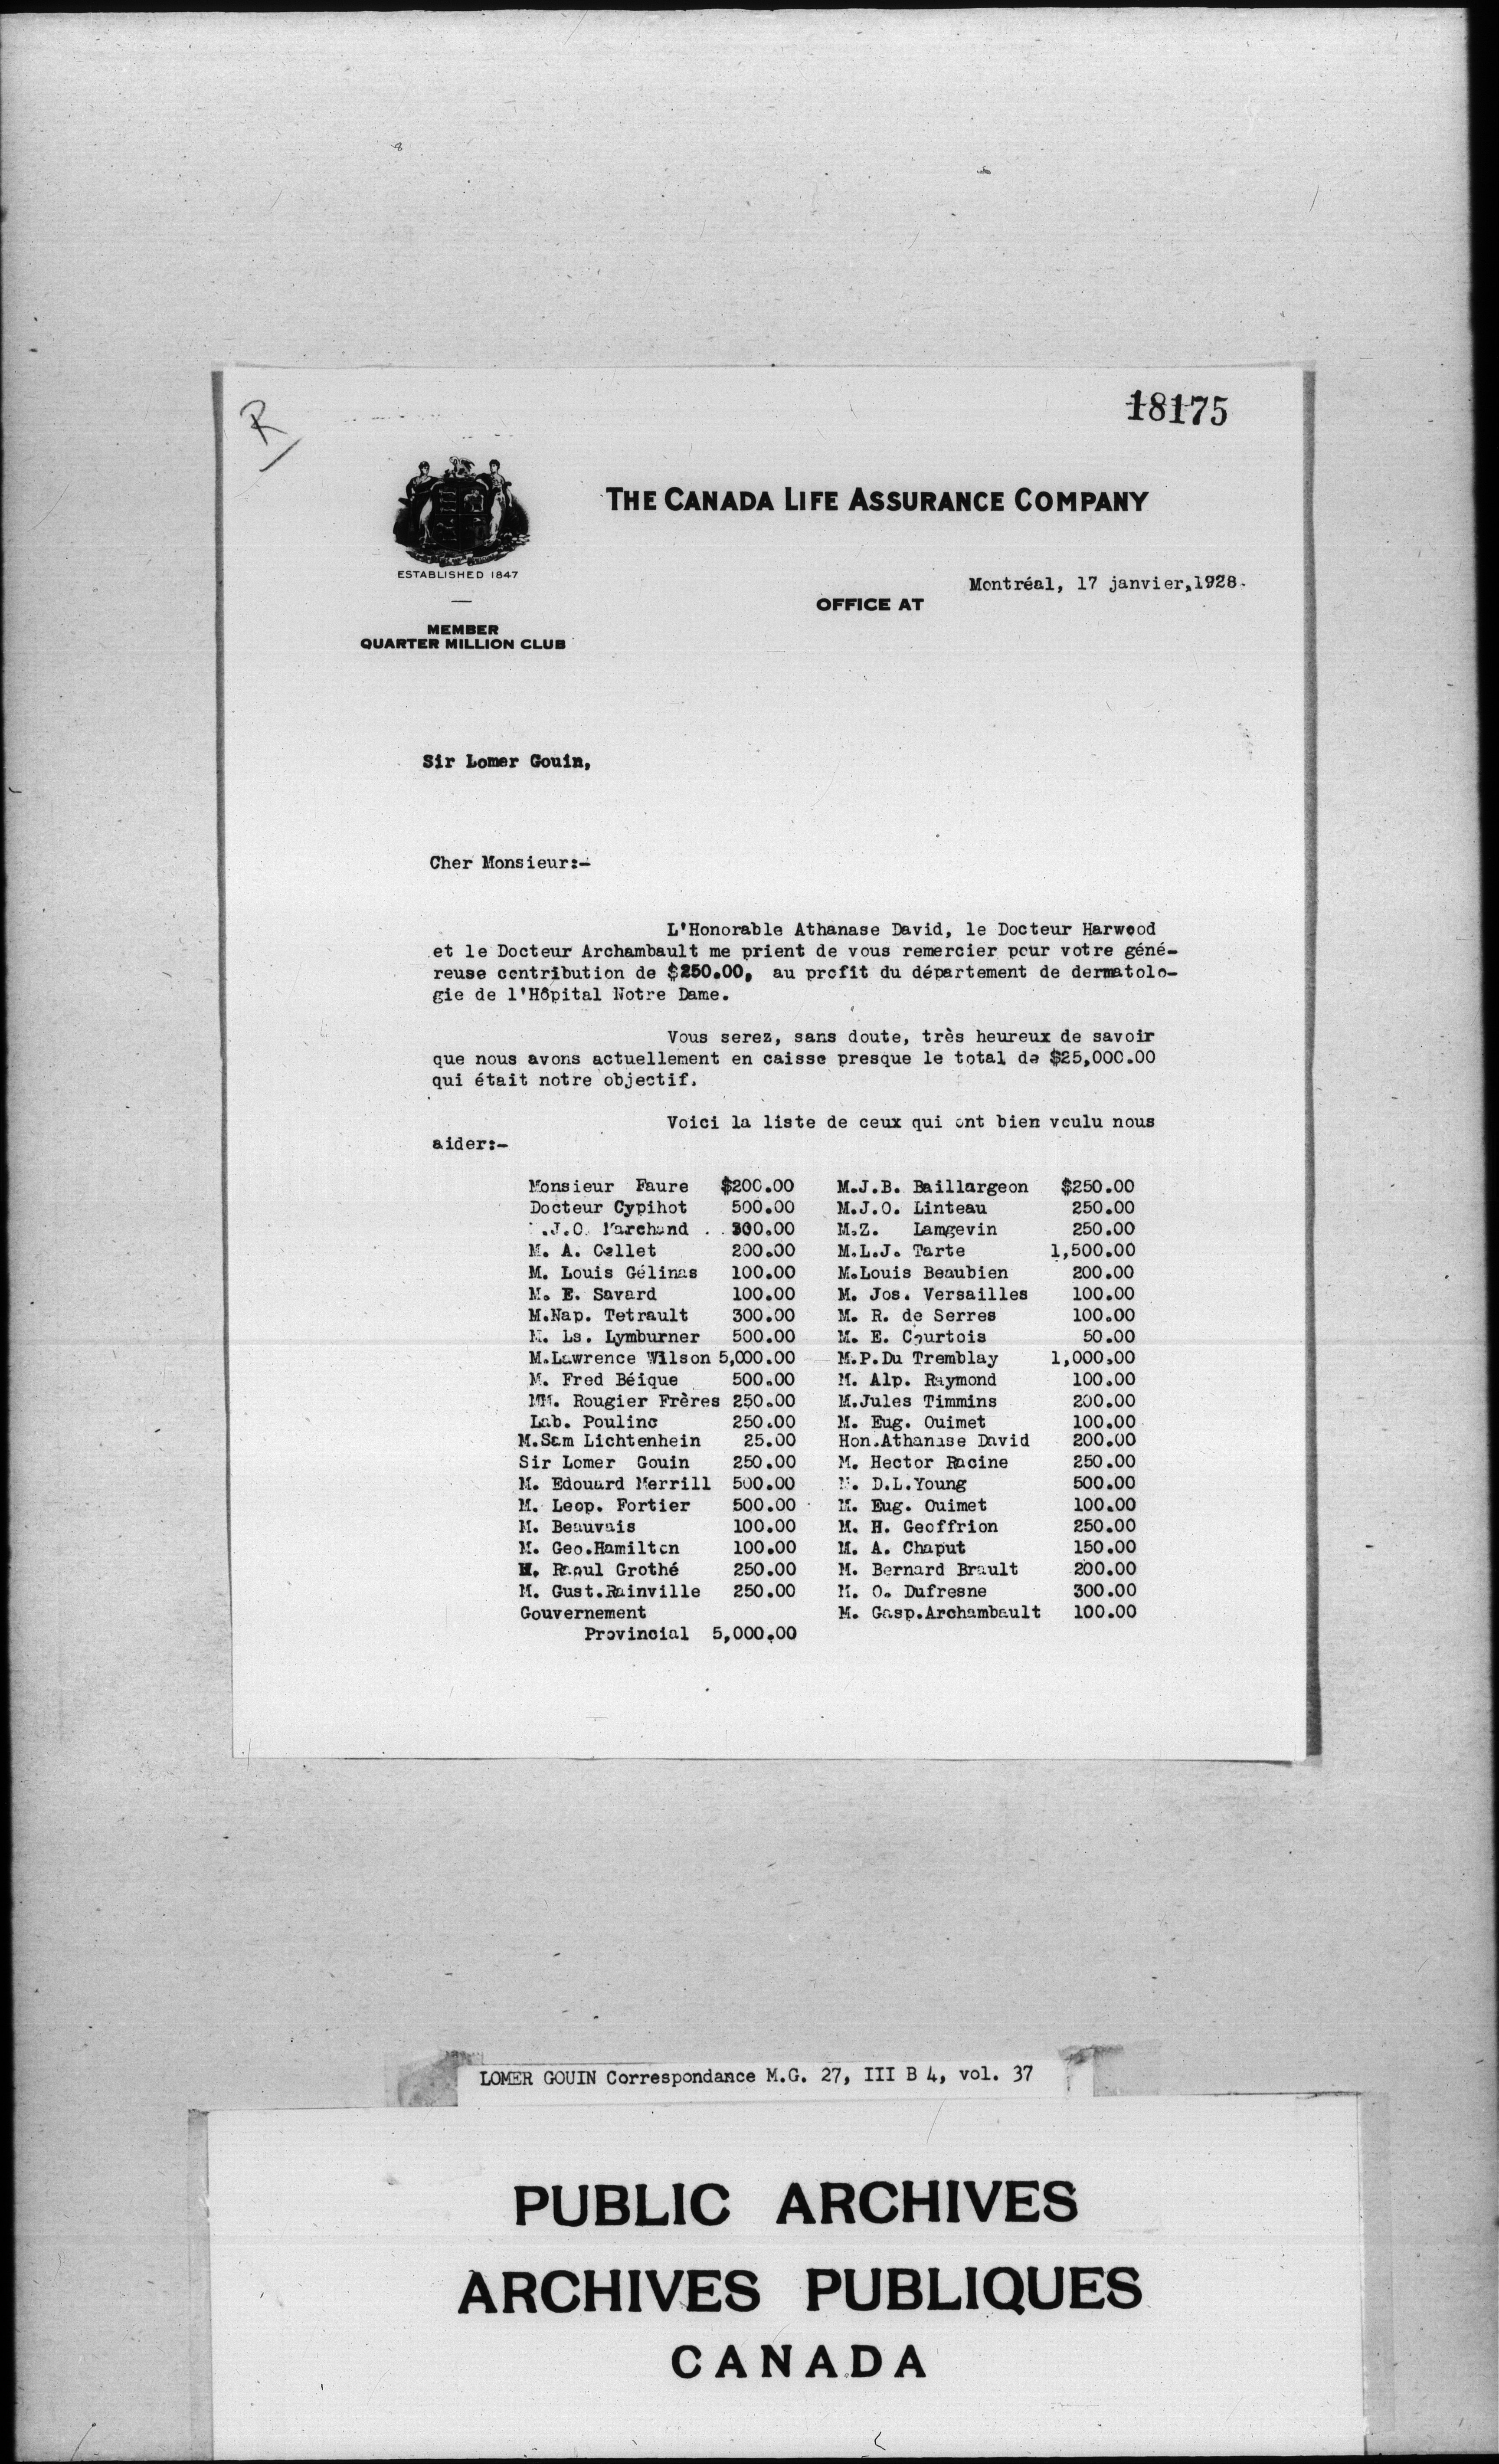 18175
R
THE CANADA LIFE ASSURANCE COMPANY
ESTABLISHED 1847
Montréal, 17 janvier,1928.
OFFICE AT
MEMBER
QUARTER MILLION CLUB
Sir Lomer Gouin,
Cher Monsieur:-
L'Honorable Athanase David, le Docteur Harwood
et le Docteur Archambault me prient de vous remercier pour votre géné-
reuse contribution de $250.00, au profit du département de dermatolo-
gie de l'Hôpital Notre Dame.
Vous serez, sans doute, très heureux de savoir
que nous avons actuellement en caisse presque le total de $25,000.00
qui était notre objectif.
Voici la liste de ceux qui ont bien voulu nous
aider:-
Monsieur Faure $200.00 M.J.B. Baillargeon $250.00
Docteur Cypihot 500.00 M.J.O. Linteau 250.00
.J.O. Marchand 300.00 M.Z. Lamgevin 250.00
M. A. Collet 200.00 M.L.J. Tarte 1,500.00
M. Louis Gélinas 100.00 M.Louis Beaubien 200.00
M. E. Savard 100.00 M. Jos. Versailles 100.00
M.Nap. Tetrault 300.00 M. R. de Serres 100.00
M. Ls. Lymburner 500.00 M. E. Courtois 50.00
M.Lawrence Wilson 5,000.00 M.P.Du Tremblay 1,000.00
M. Fred Béique 500.00 M. Alp. Raymond 100.00
MM. Rougier Frères 250.00 M.Jules Timmins 200.00
Lab. Poulinc 250.00 M. Eug. Ouimet 100.00
M.Sam Lichtenhein 25.00 Hon.Athanase David 200.00
Sir Lomer Gouin 250.00 M. Hector Racine 250.00
M. Edouard Merrill 500.00 M. D.L.Young 500.00
M. Leop. Fortier 500.00 M. Eug. Ouimet 100.00
M. Beauvais 100.00 M. H. Geoffrion 250.00
M. Geo.Hamilton 100.00 M. A. Chaput 150.00
M. Raoul Grothé 250.00 M. Bernard Brault 200.00
M. Gust.Rainville 250.00 M. O. Dufresne 300.00
Gouvernement M. Gasp.Archambault 100.00
Provincial 5,000.00
LOMER GOUIN Correspondance M.G. 27, III B 4, vol. 37
PUBLIC ARCHIVES
ARCHIVES PUBLIQUES
CANADA